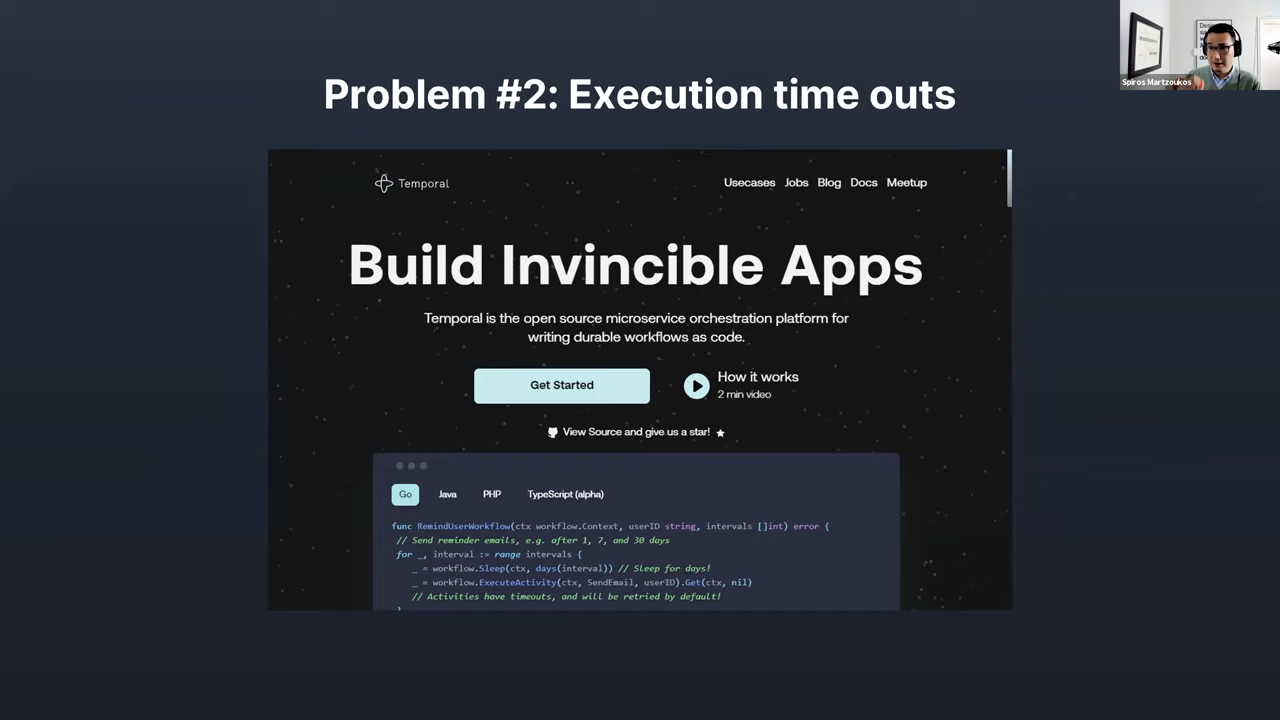 Problem #2: Execution time outs
Spiros Martzoukos
Temporal
Usecases Jobs Blog Docs Meetup
Build Invincible Apps
Temporal is the open source microservice orchestration platform for
writing durable workflows as code.
Get Started
How it works
2 min video
View Source and give us a star!
Go Java PHP TypeScript (alpha)
func RemindUserWorkflow(ctx workflow.Context, userID string, intervals []int) error {
// Send reminder emails, e.g. after 1, 7, and 30 days
for _, interval := range intervals {
_ = workflow.Sleep(ctx, days(interval)) // Sleep for days!
_ = workflow.ExecuteActivity(ctx, SendEmail, userID).Get(ctx, nil)
// Activities have timeouts, and will be retried by default!
}